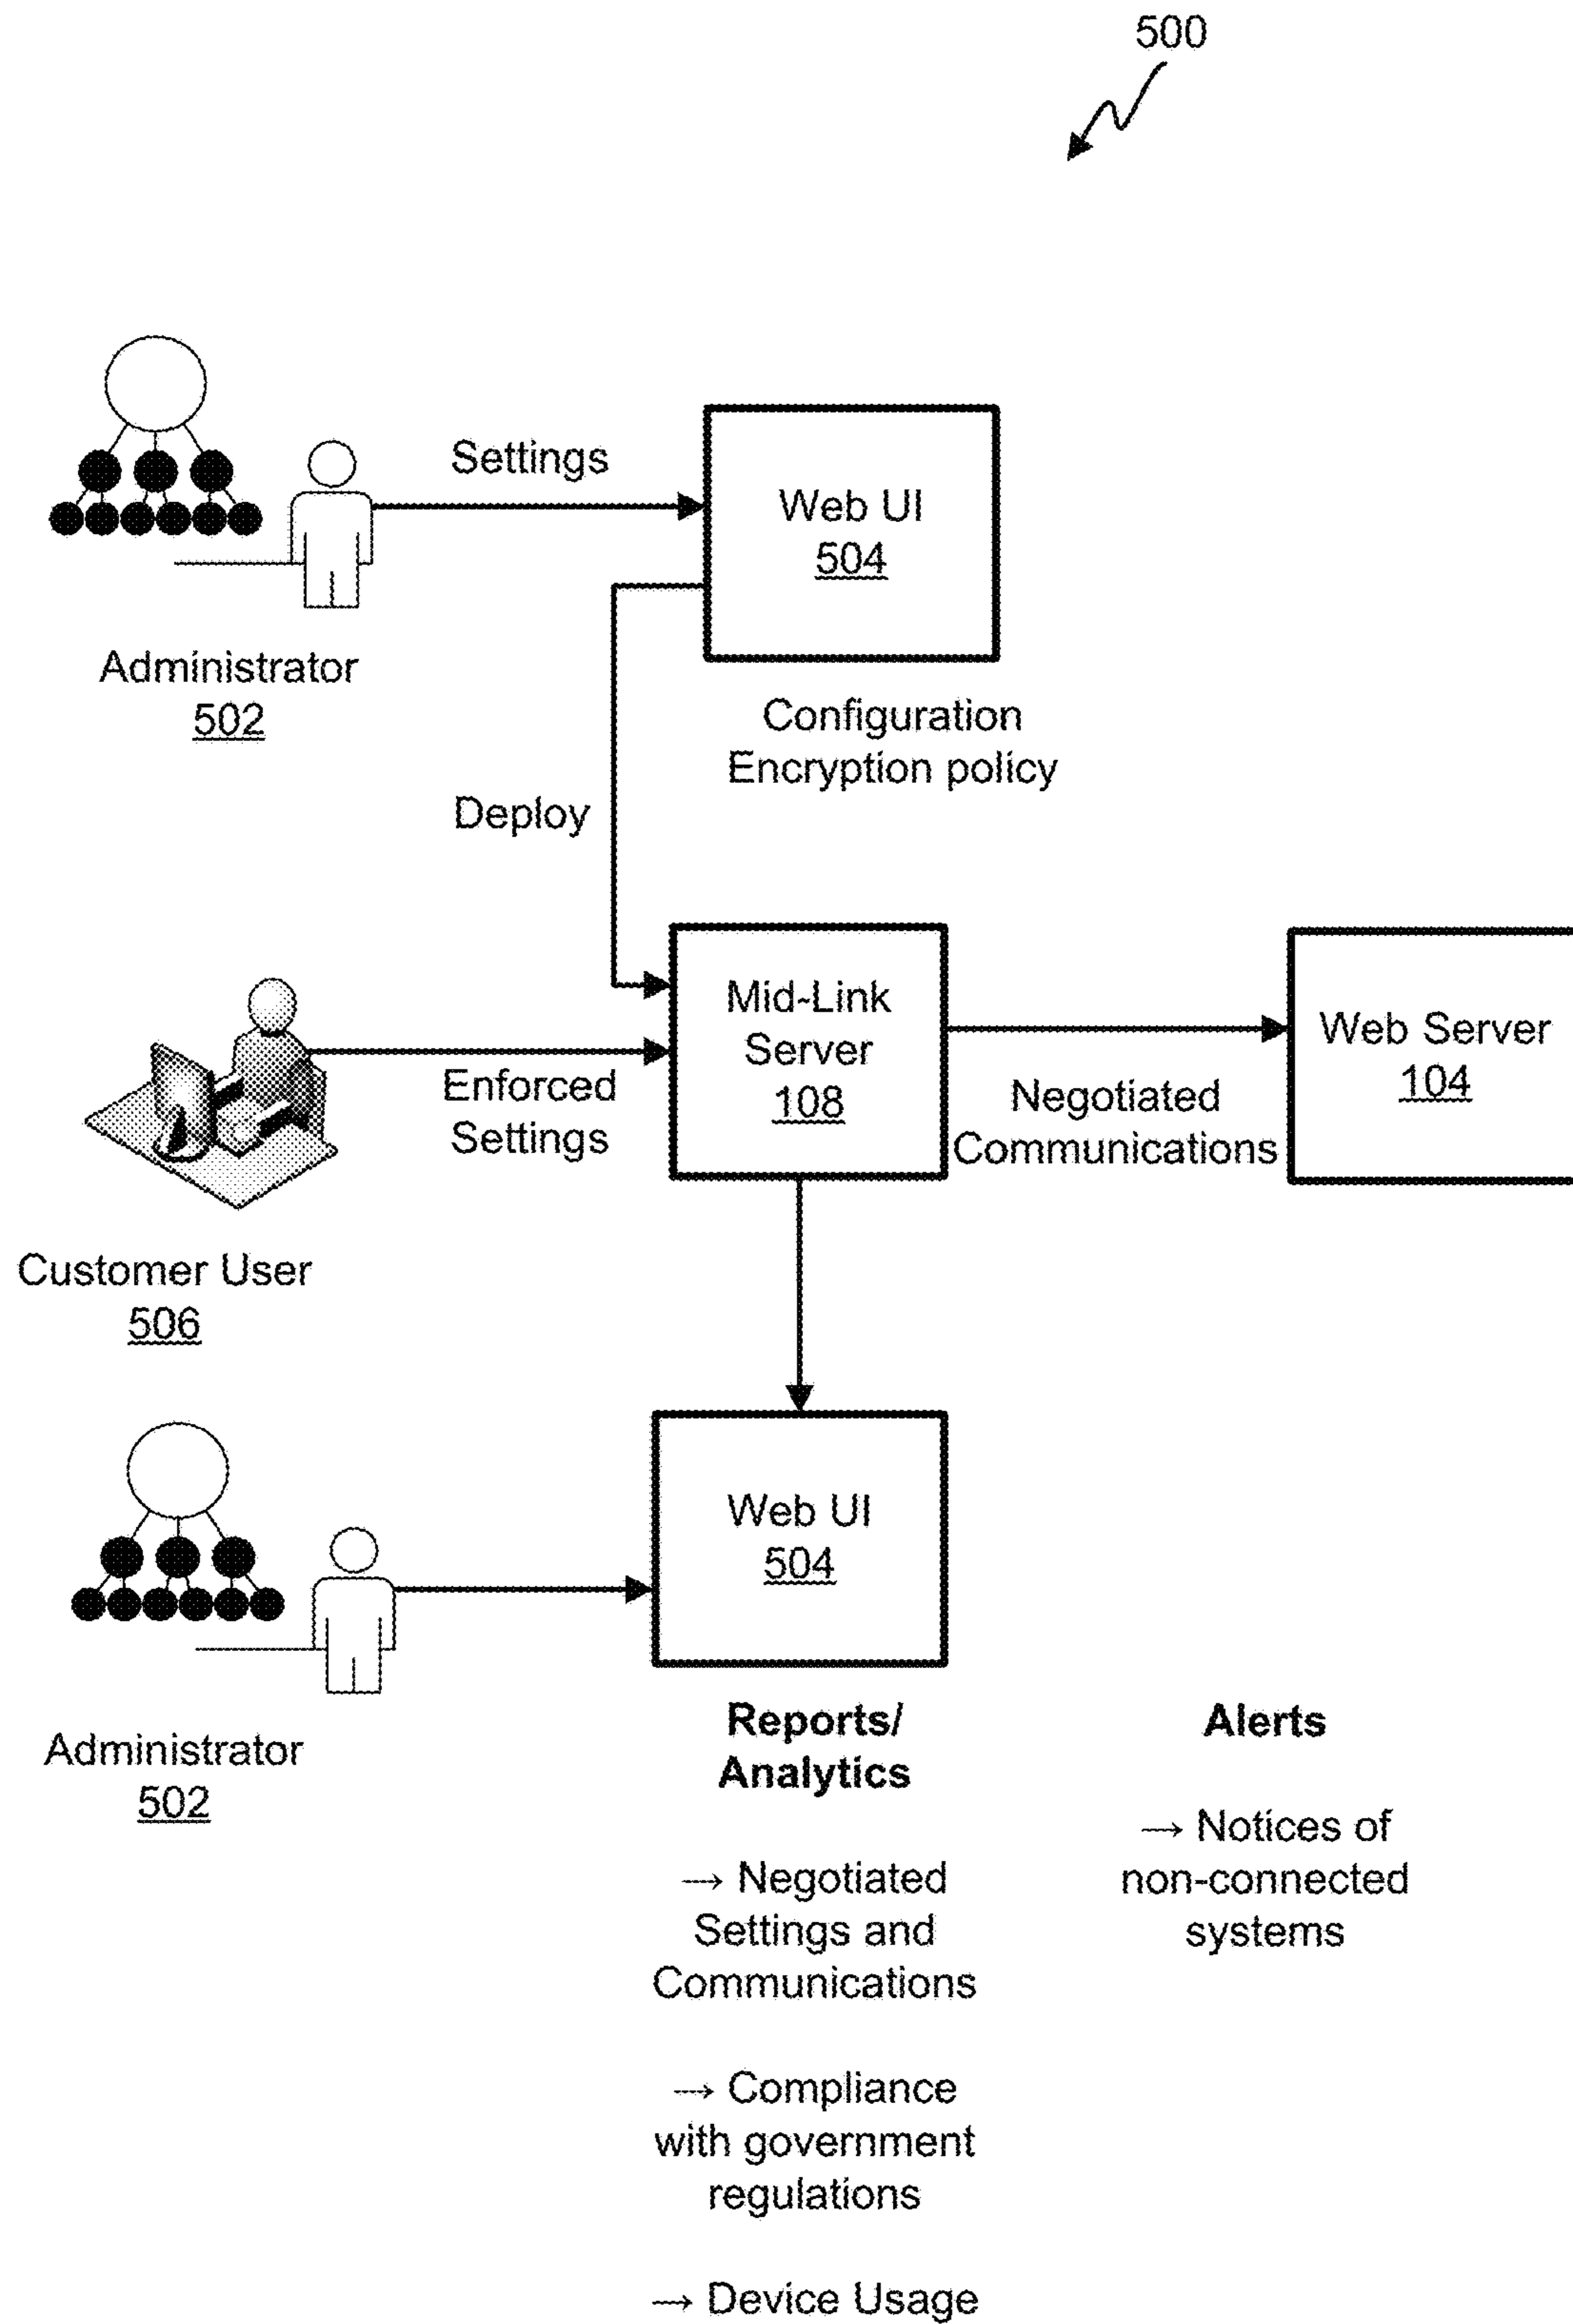 500
Settings
Web UI
504
Administrator
502
Configuration
Encryption policy
Deploy
Mid-Link
Server
108
Web Server
104
Enforced
Settings
Negotiated
Communications
Customer User
506
Web UI
504
Administrator
502
Reports/
Analytics
→ Negotiated
Settings and
Communications
→ Compliance
with government
regulations
→ Device Usage
Alerts
→ Notices of
non-connected
systems